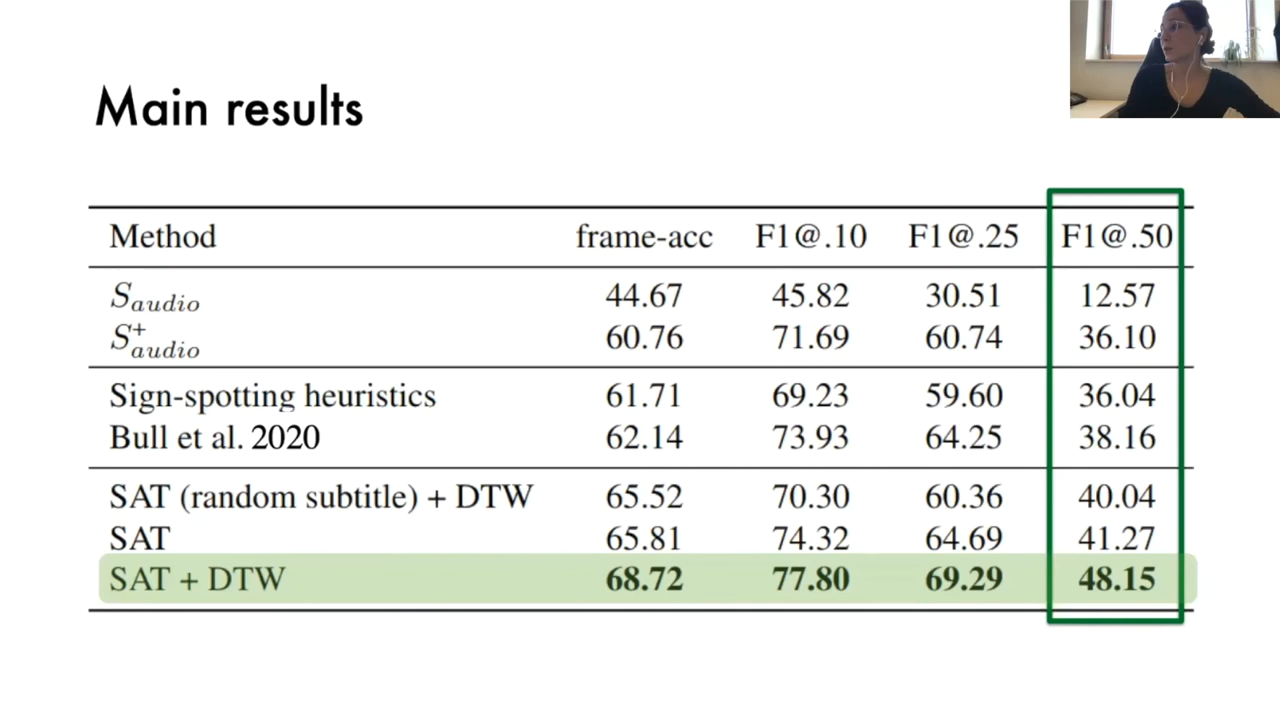 Main results
Method frame-acc F1@.10 F1@.25 F1@.50
S_audio 44.67 45.82 30.51 12.57
S^+_audio 60.76 71.69 60.74 36.10
Sign-spotting heuristics 61.71 69.23 59.60 36.04
Bull et al. 2020 62.14 73.93 64.25 38.16
SAT (random subtitle) + DTW 65.52 70.30 60.36 40.04
SAT 65.81 74.32 64.69 41.27
SAT + DTW 68.72 77.80 69.29 48.15